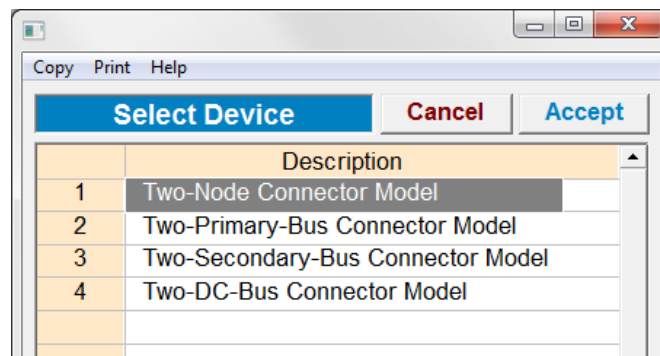 Copy Print Help
Select Device Cancel Accept
Description
1 Two-Node Connector Model
2 Two-Primary-Bus Connector Model
3 Two-Secondary-Bus Connector Model
4 Two-DC-Bus Connector Model